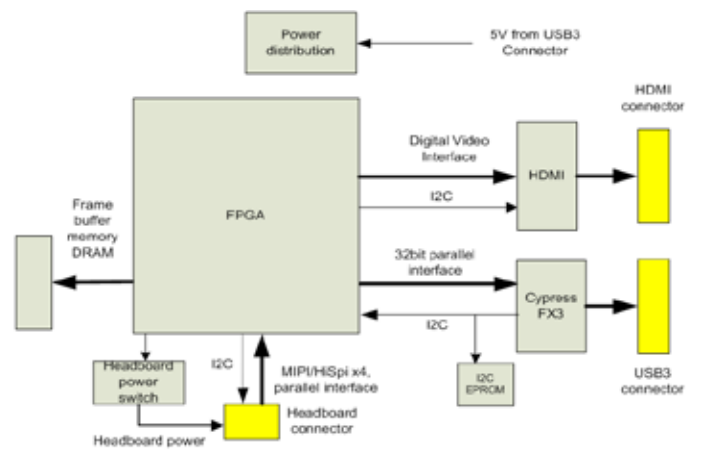 Power
distribution
5V from USB3
Connector
HDMI
connector
Digital Video
Interface
HDMI
I2C
FPGA
Frame
buffer
memory
DRAM
32bit parallel
interface
Cypress
FX3
I2C
I2C
EPROM
USB3
connector
Headboard
power
switch
I2C
MIPI/HiSpi x4,
parallel interface
Headboard
connector
Headboard power